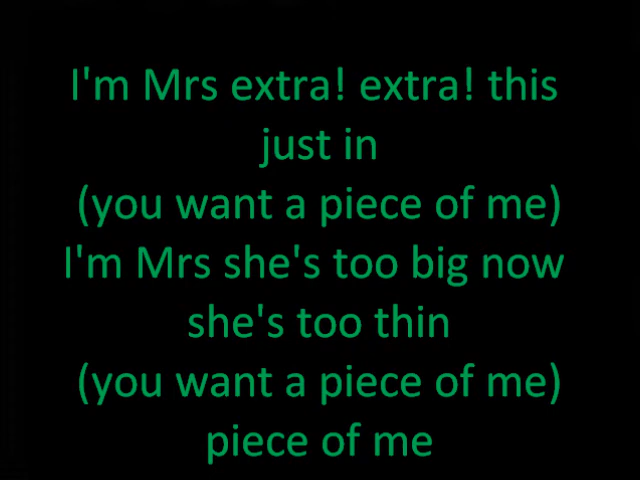 I'm Mrs extra! extra! this
just in
(you want a piece of me)
I'm Mrs she's too big now
she's too thin
(you want a piece of me)
piece of me